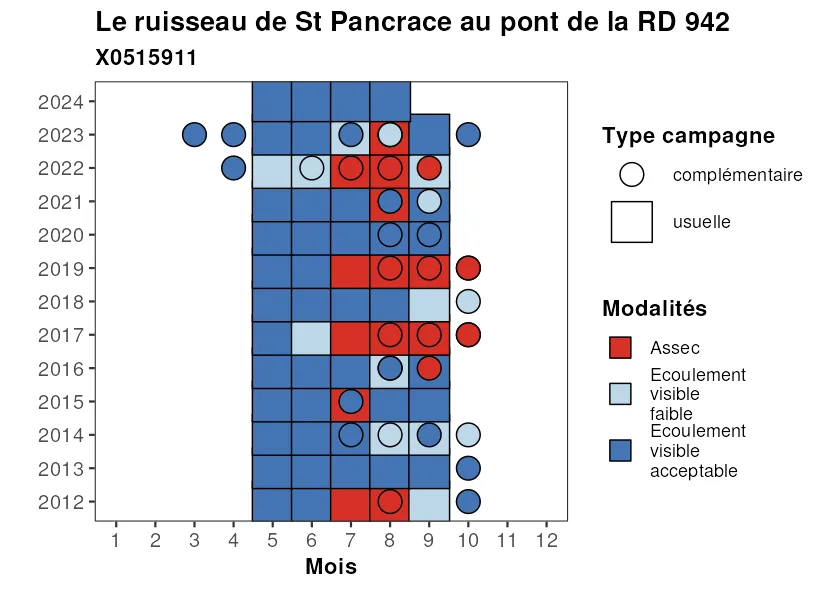 Le ruisseau de St Pancrace au pont de la RD 942
X0515911
2024
2023
2022
2021
2020
2019
2018
2017
2016
2015
2014
2013
2012
1 2 3 4 5 6 7 8 9 10 11 12
Mois
Type campagne
complémentaire
usuelle
Modalités
Assec
Ecoulement
visible
faible
Ecoulement
visible
acceptable